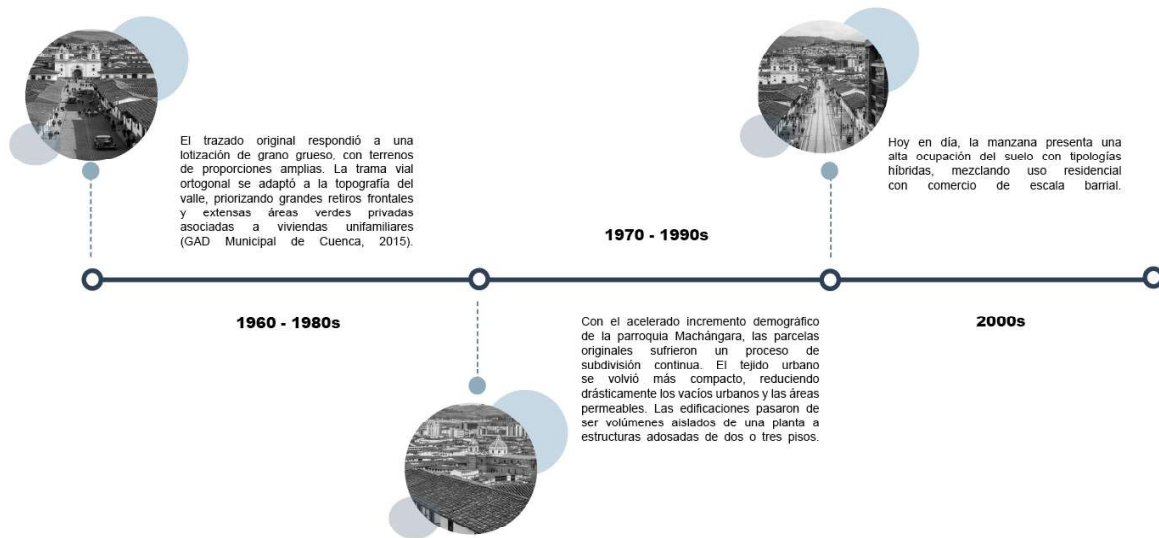 El trazado original respondió a una
lotización de grano grueso, con terrenos
de proporciones amplias. La trama vial
ortogonal se adaptó a la topografía del
valle, priorizando grandes retiros frontales
y extensas áreas verdes privadas
asociadas a viviendas unifamiliares
(GAD Municipal de Cuenca, 2015).
1960 - 1980s
1970 - 1990s
Con el acelerado incremento demográfico
de la parroquia Machángara, las parcelas
originales sufrieron un proceso de
subdivisión continua. El tejido urbano
se volvió más compacto, reduciendo
drásticamente los vacíos urbanos y las áreas
permeables. Las edificaciones pasaron de
ser volúmenes aislados de una planta a
estructuras adosadas de dos o tres pisos.
Hoy en día, la manzana presenta una
alta ocupación del suelo con tipologías
híbridas, mezclando uso residencial
con comercio de escala barrial.
2000s